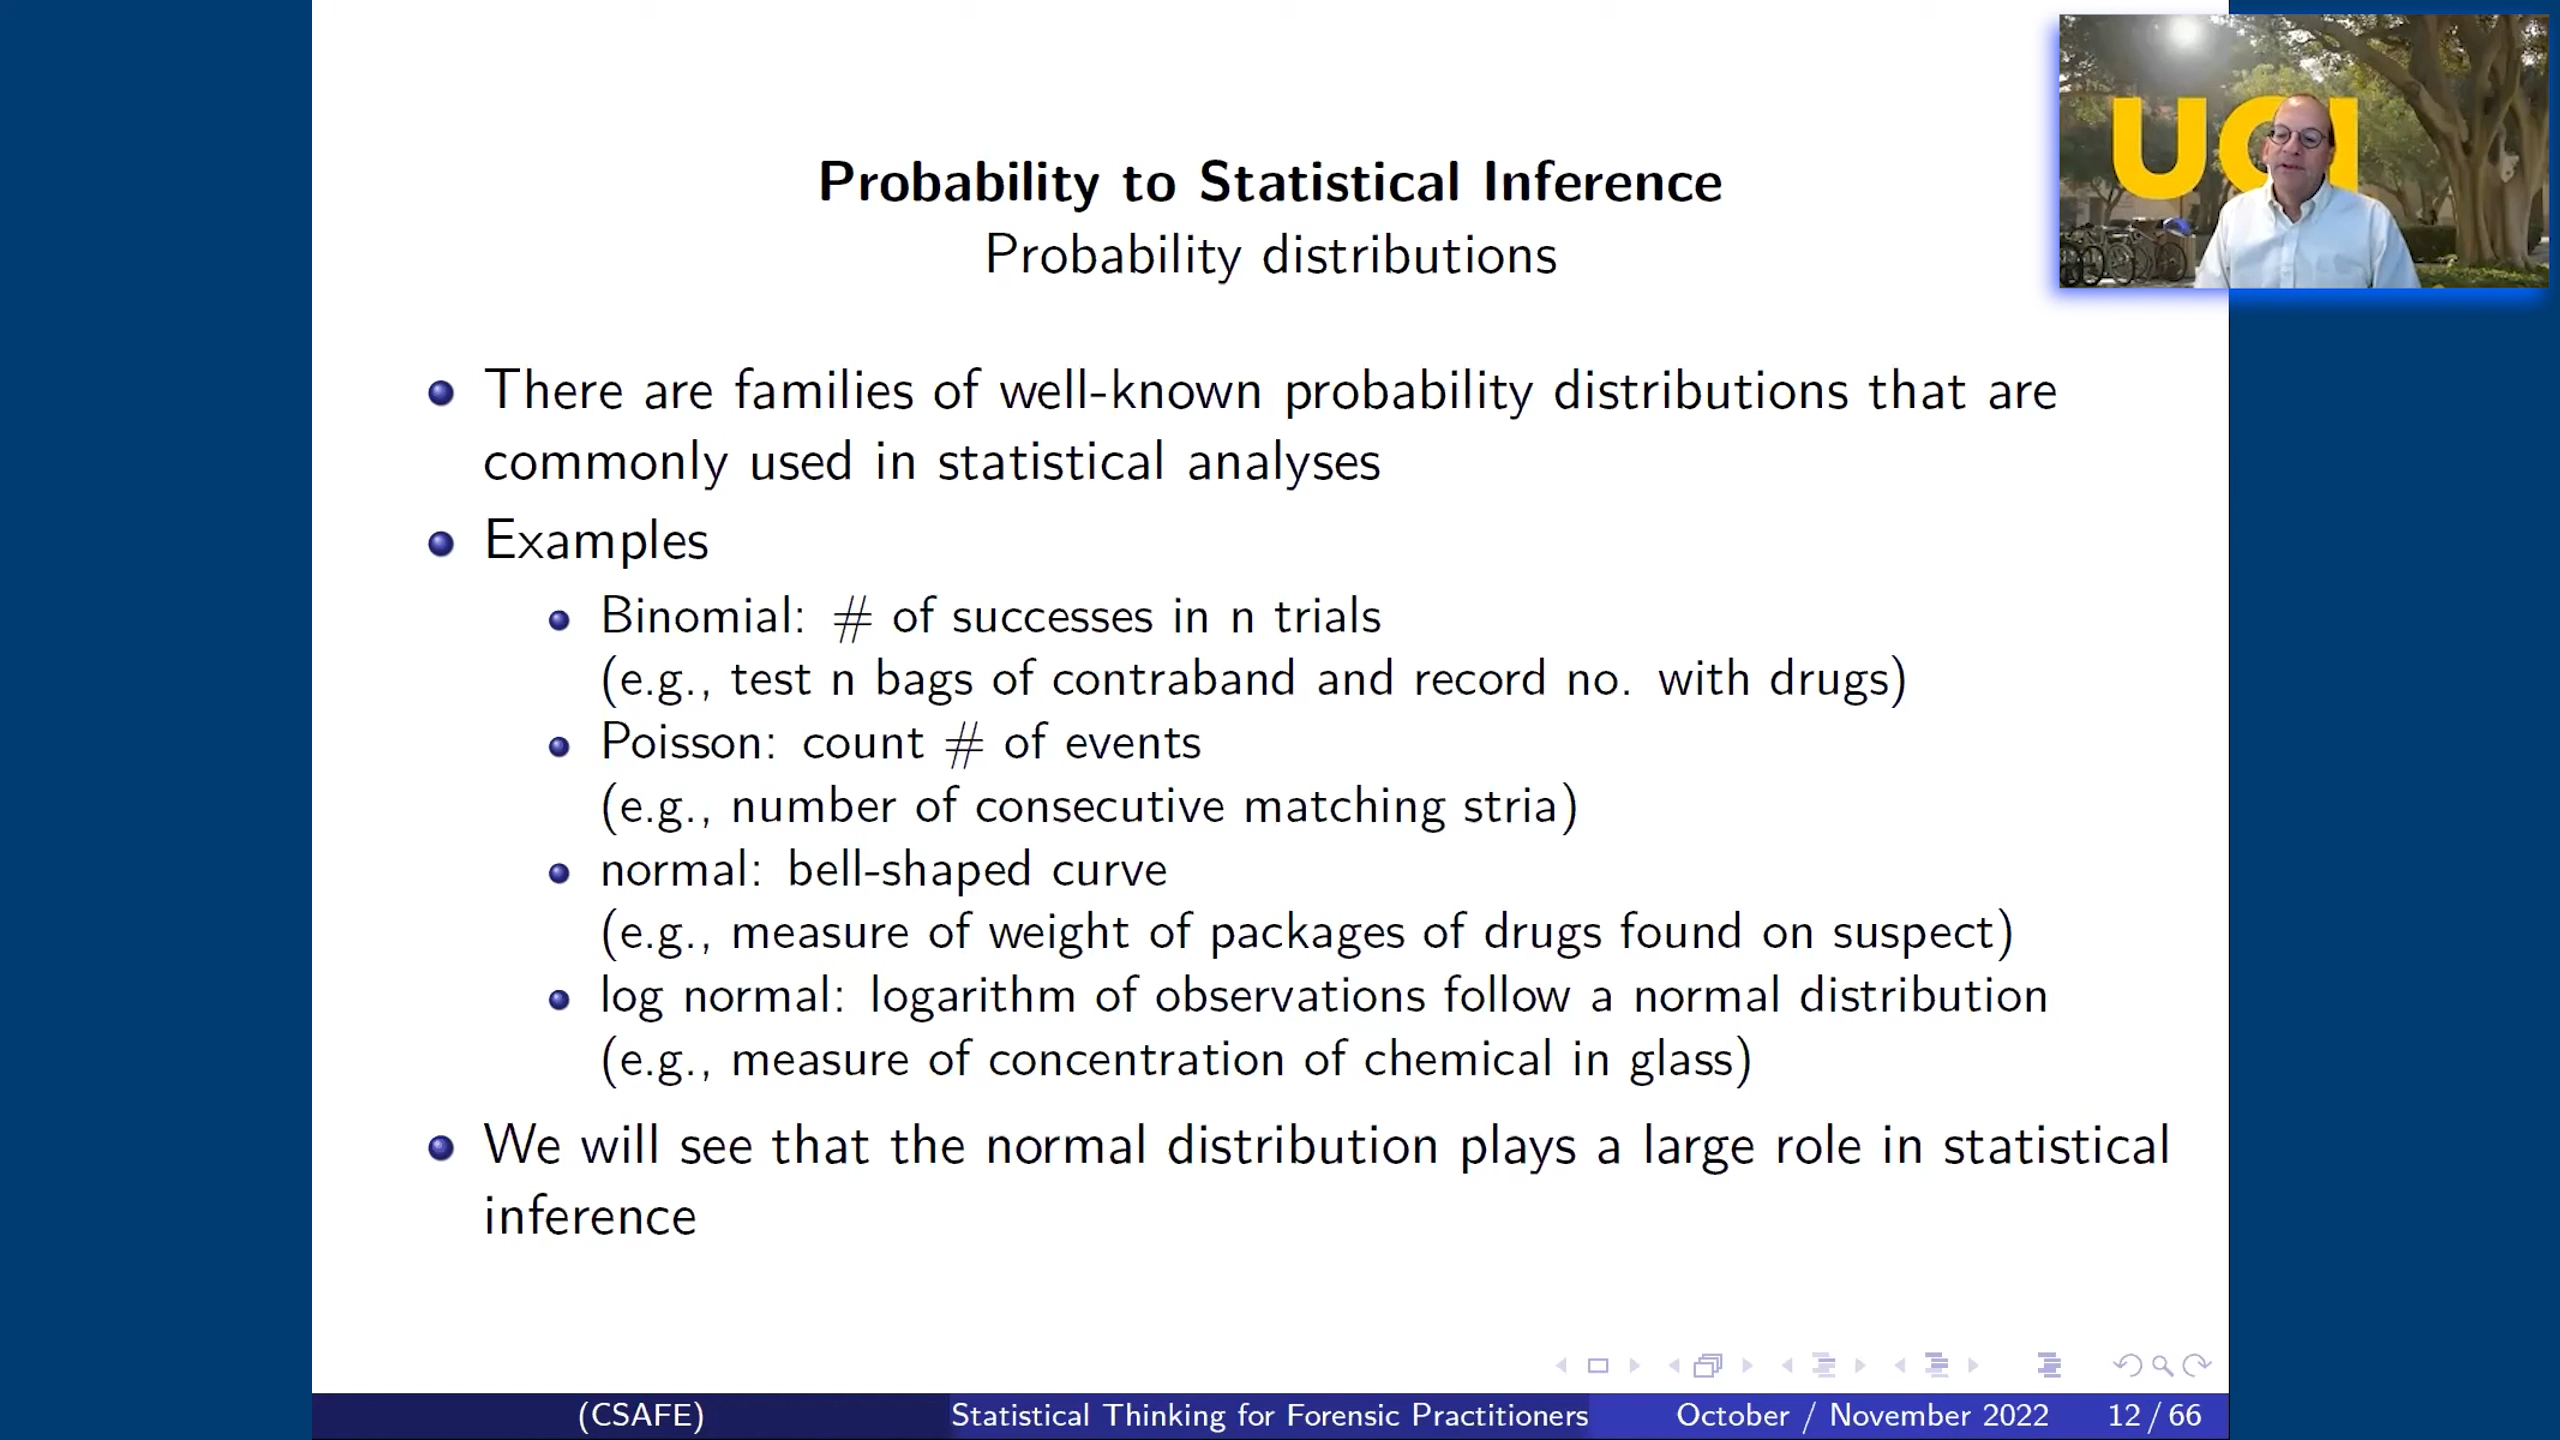 Probability to Statistical Inference
Probability distributions
There are families of well-known probability distributions that are
commonly used in statistical analyses
Examples
Binomial: # of successes in n trials
(e.g., test n bags of contraband and record no. with drugs)
Poisson: count # of events
(e.g., number of consecutive matching stria)
normal: bell-shaped curve
(e.g., measure of weight of packages of drugs found on suspect)
log normal: logarithm of observations follow a normal distribution
(e.g., measure of concentration of chemical in glass)
We will see that the normal distribution plays a large role in statistical
inference
(CSAFE) Statistical Thinking for Forensic Practitioners October / November 2022 12 / 66
UCI